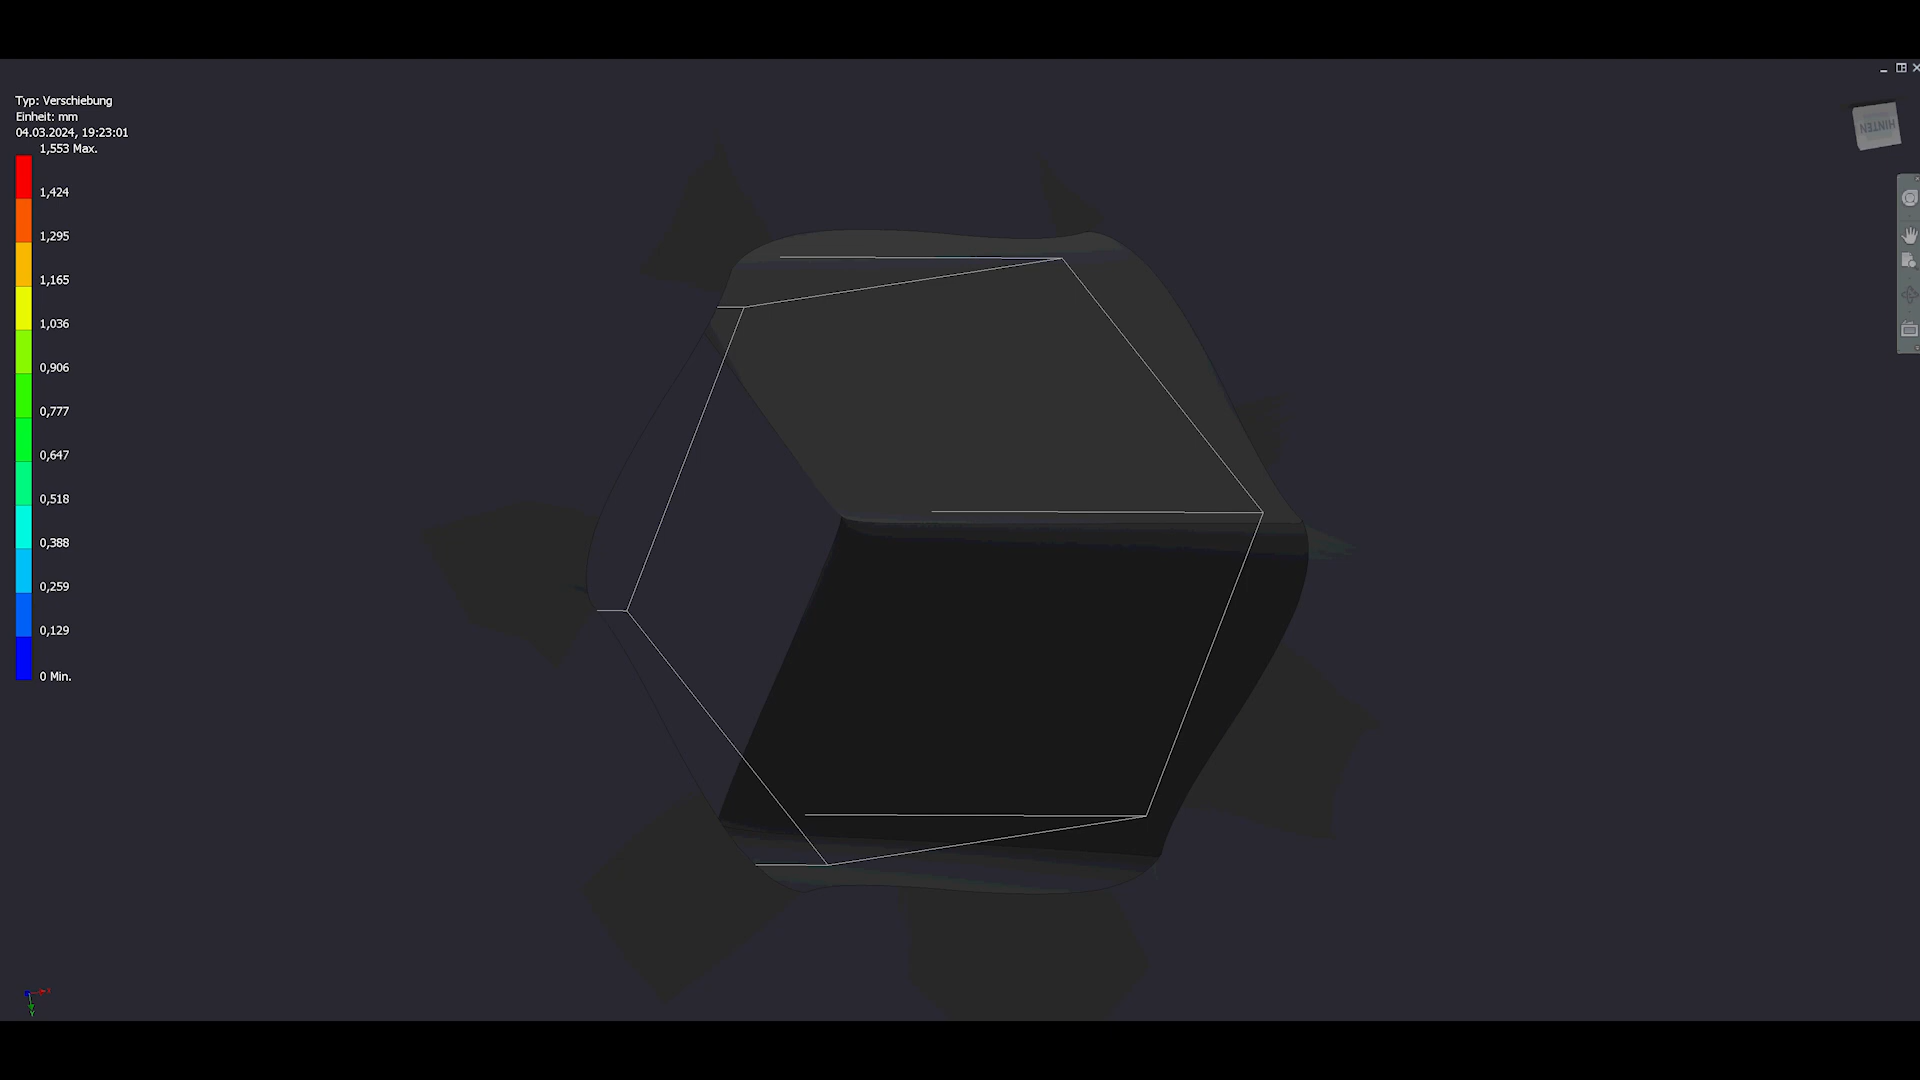 Typ: Verschiebung
Einheit: mm
04.03.2024, 19:23:01
1,553 Max.
1,424
1,295
1,165
1,036
0,906
0,777
0,647
0,518
0,388
0,259
0,129
0 Min.
HINTEN
X
Y